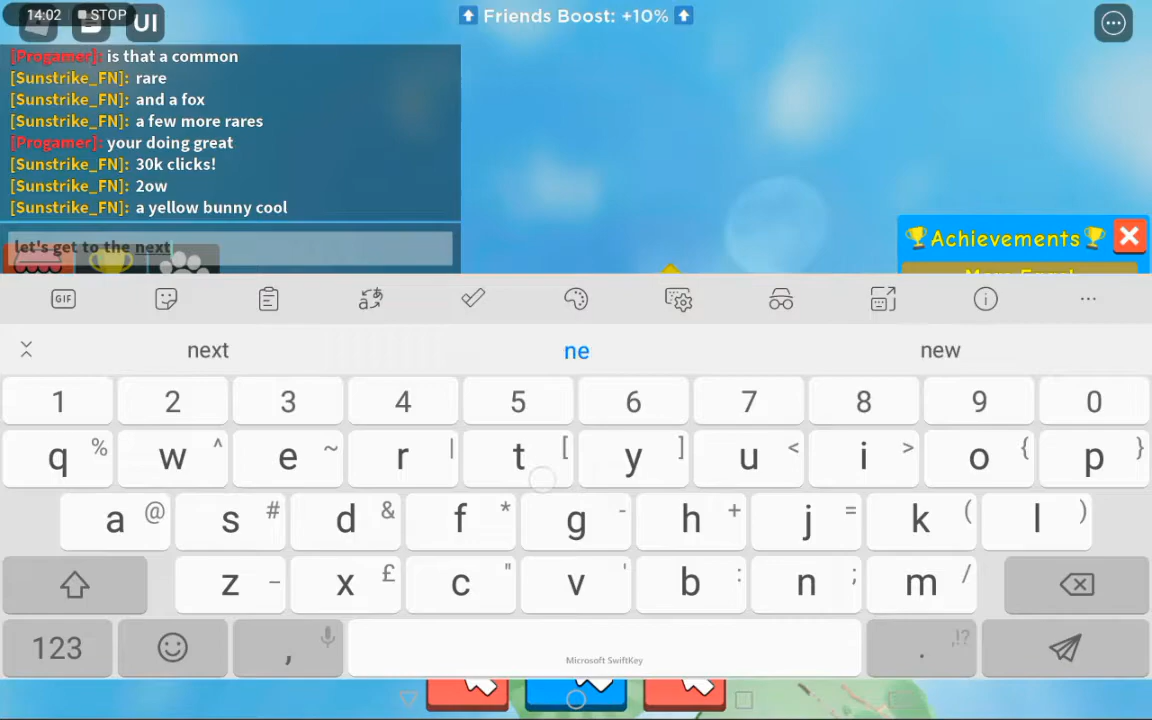 14:02 STOP
UI
Friends Boost: +10%
[Progamer]: is that a common
[Sunstrike_FN]: rare
[Sunstrike_FN]: and a fox
[Sunstrike_FN]: a few more rares
[Progamer]: your doing great
[Sunstrike_FN]: 30k clicks!
[Sunstrike_FN]: 2ow
[Sunstrike_FN]: a yellow bunny cool
let's get to the next
Achievements
GIF
next ne new
1 2 3 4 5 6 7 8 9 0
q % w ^ e ~ r | t [ y ] u < i > o { p }
a @ s # d & f * g - h + j = k ( l )
z _ x £ c " v ' b : n ; m /
123 , . ,!?
Microsoft SwiftKey